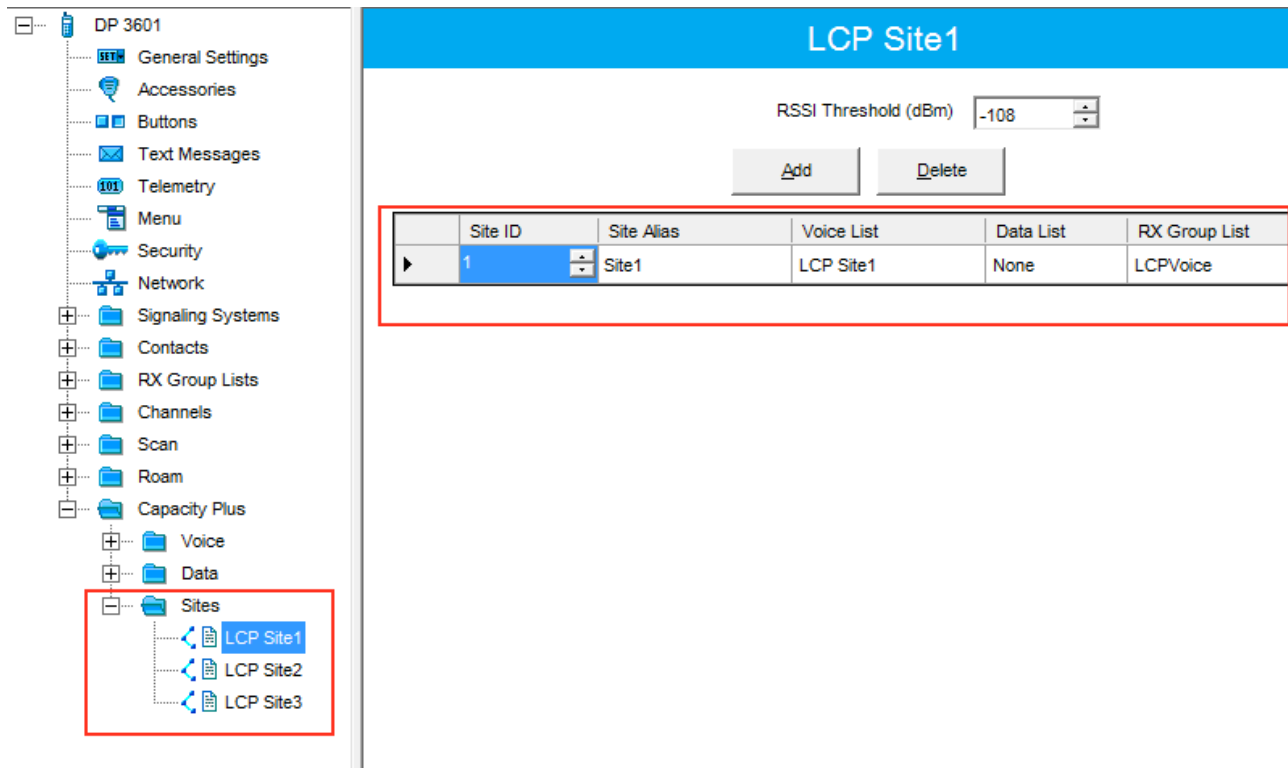 DP 3601
General Settings
Accessories
Buttons
Text Messages
Telemetry
Menu
Security
Network
Signaling Systems
Contacts
RX Group Lists
Channels
Scan
Roam
Capacity Plus
Voice
Data
Sites
LCP Site1
LCP Site2
LCP Site3
LCP Site1
RSSI Threshold (dBm) -108
Add Delete
Site ID Site Alias Voice List Data List RX Group List
1 Site1 LCP Site1 None LCPVoice